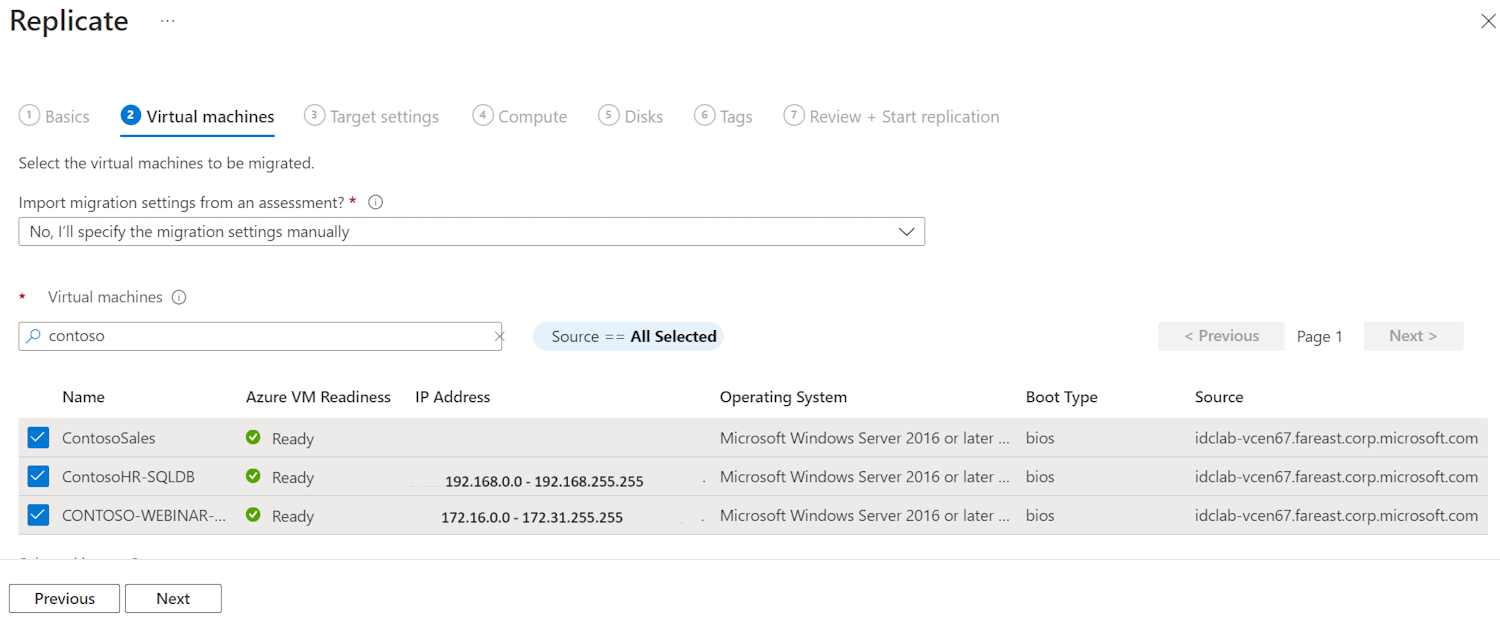 Replicate ...
1 Basics 2 Virtual machines 3 Target settings 4 Compute 5 Disks 6 Tags 7 Review + Start replication
Select the virtual machines to be migrated.
Import migration settings from an assessment? *
No, I'll specify the migration settings manually
* Virtual machines
contoso Source == All Selected < Previous Page 1 Next >
Name Azure VM Readiness IP Address Operating System Boot Type Source
ContosoSales Ready Microsoft Windows Server 2016 or later ... bios idclab-vcen67.fareast.corp.microsoft.com
ContosoHR-SQLDB Ready 192.168.0.0 - 192.168.255.255 Microsoft Windows Server 2016 or later ... bios idclab-vcen67.fareast.corp.microsoft.com
CONTOSO-WEBINAR-... Ready 172.16.0.0 - 172.31.255.255 Microsoft Windows Server 2016 or later ... bios idclab-vcen67.fareast.corp.microsoft.com
Previous Next